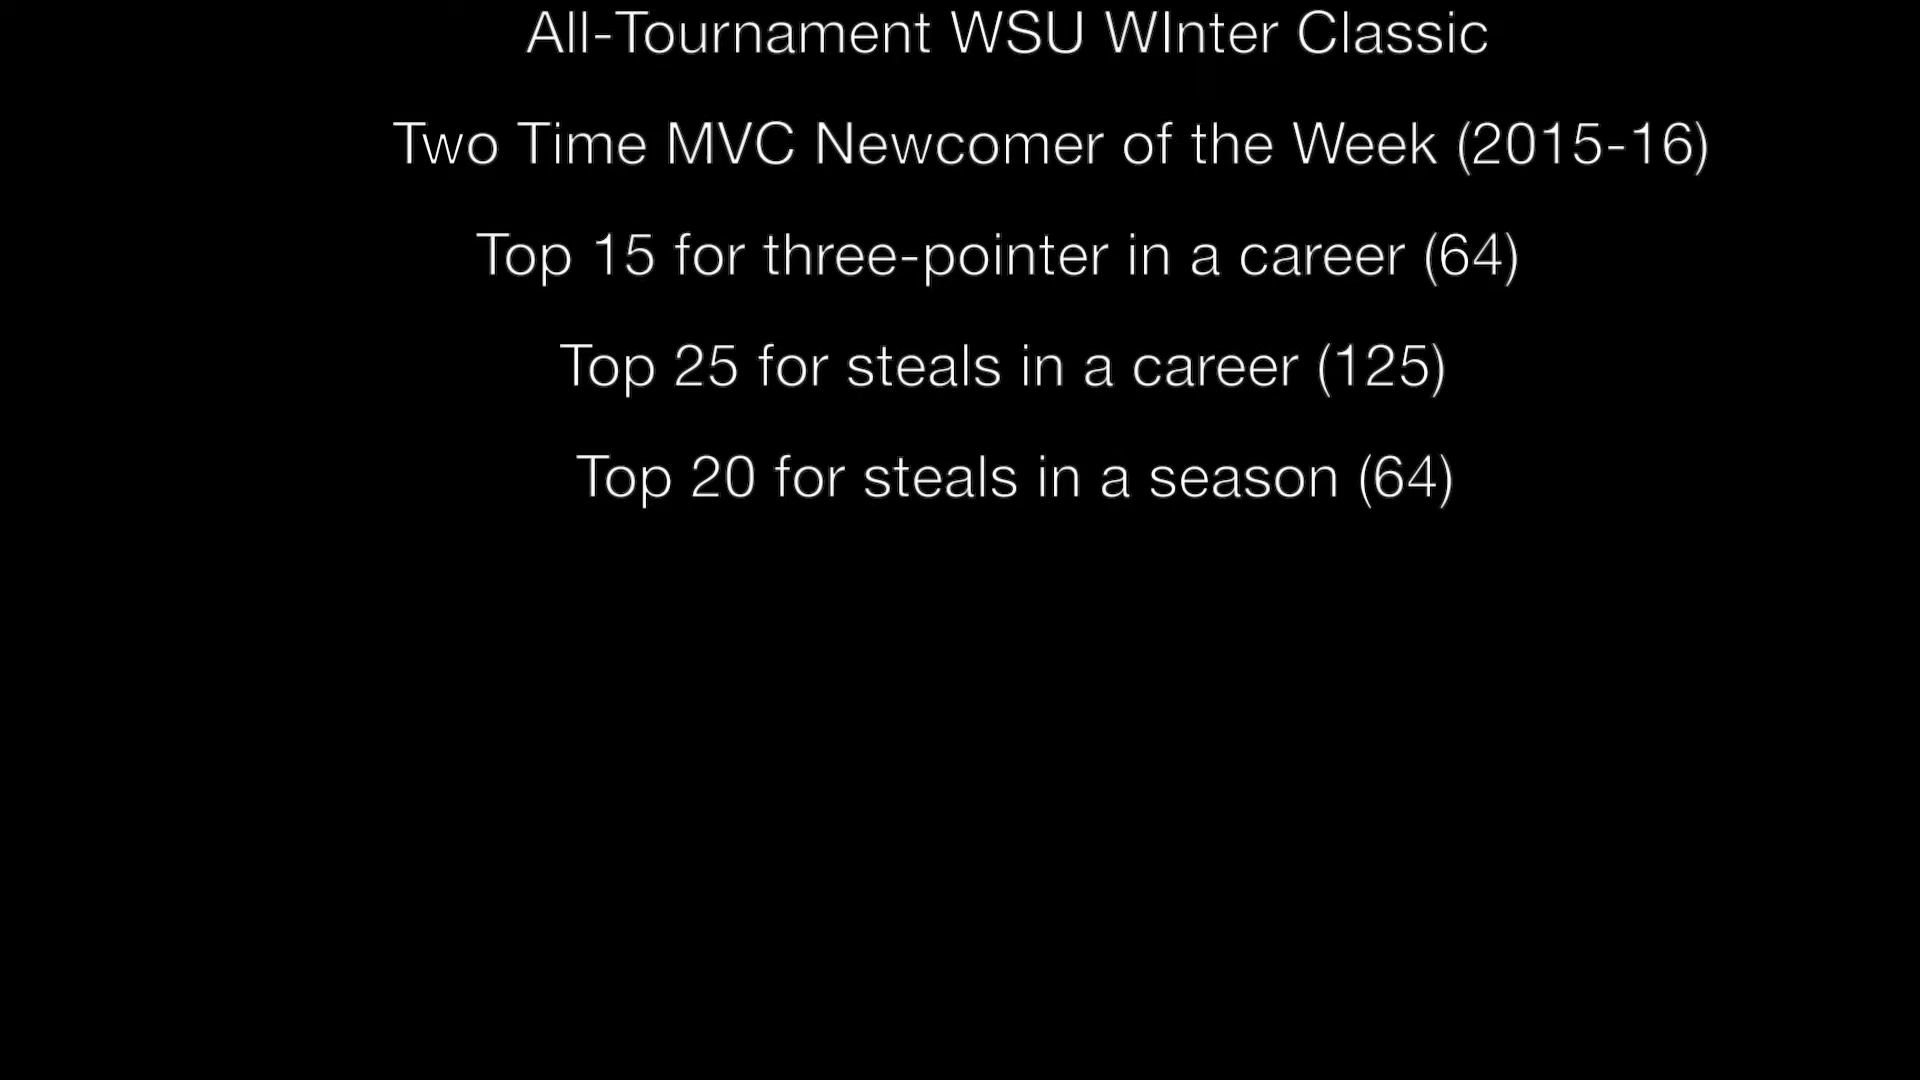 All-Tournament WSU WInter Classic
Two Time MVC Newcomer of the Week (2015-16)
Top 15 for three-pointer in a career (64)
Top 25 for steals in a career (125)
Top 20 for steals in a season (64)